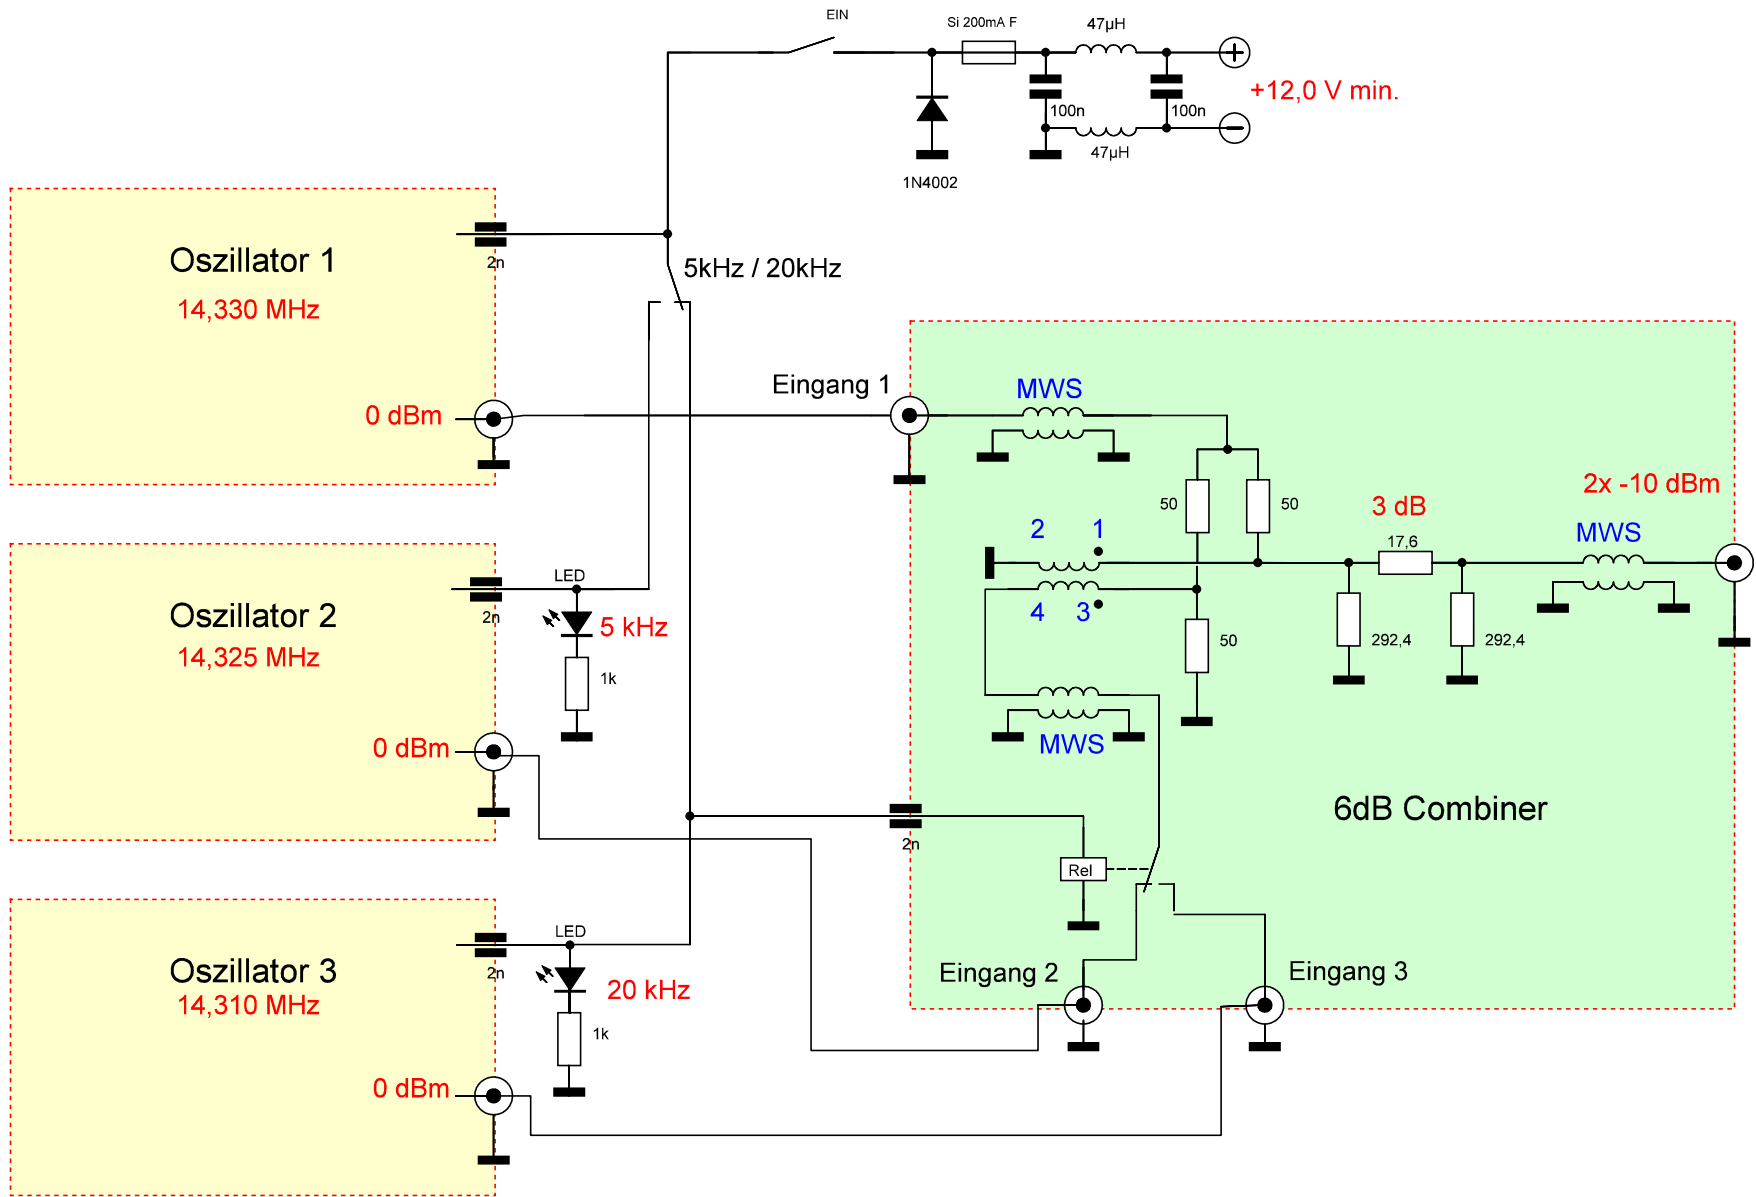 EIN
Si 200mA F
47µH
+12,0 V min.
100n
100n
47µH
1N4002
Oszillator 1
14,330 MHz
2n
5kHz / 20kHz
0 dBm
Eingang 1
MWS
50
50
2x -10 dBm
3 dB
MWS
17,6
2
1
4
3
50
292,4
292,4
MWS
6dB Combiner
Oszillator 2
14,325 MHz
2n
LED
5 kHz
1k
0 dBm
2n
Rel
Eingang 2
Eingang 3
Oszillator 3
14,310 MHz
2n
LED
20 kHz
1k
0 dBm